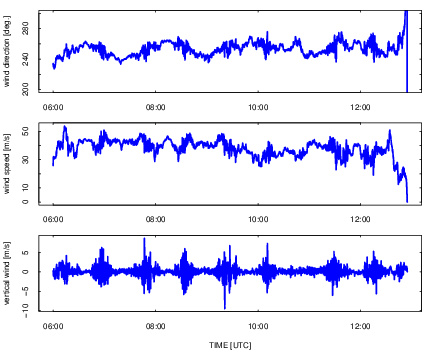 wind direction [deg.]
280
240
200
06:00 08:00 10:00 12:00
wind speed [m/s]
50
30
10
0
06:00 08:00 10:00 12:00
vertical wind [m/s]
5
0
−5
−10
06:00 08:00 10:00 12:00
TIME [UTC]